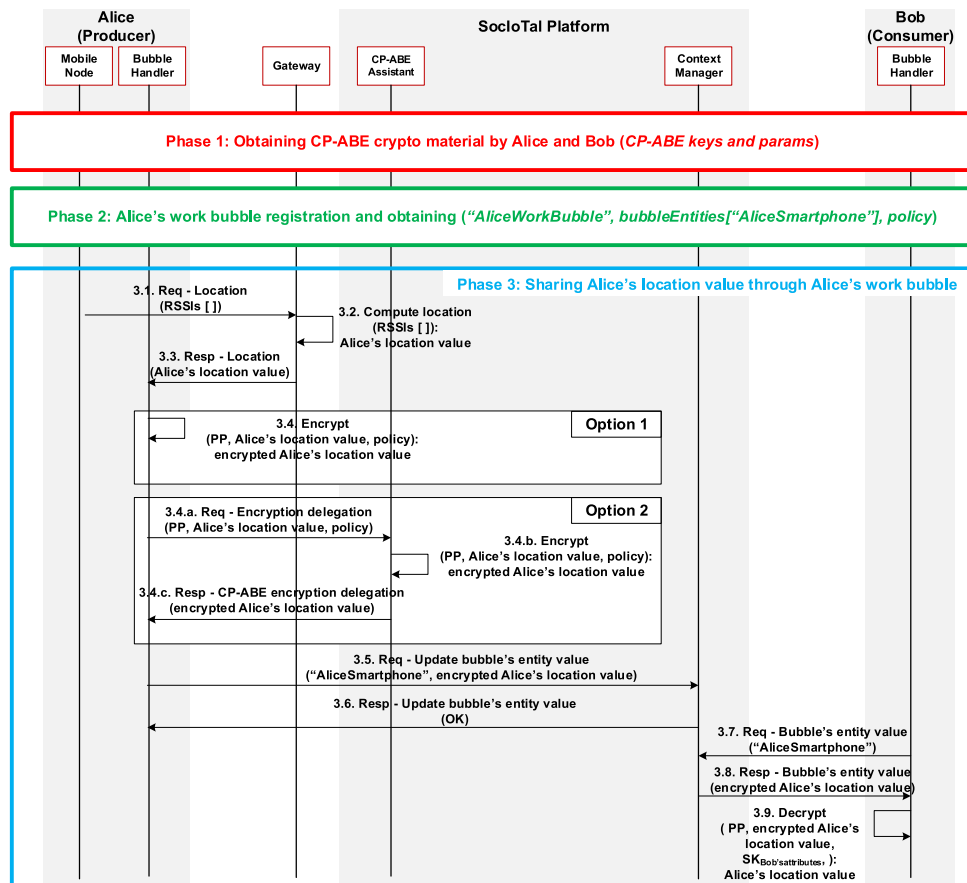 Alice
(Producer)
SocIoTal Platform
Bob
(Consumer)
Mobile
Node
Bubble
Handler
Gateway
CP-ABE
Assistant
Context
Manager
Bubble
Handler
Phase 1: Obtaining CP-ABE crypto material by Alice and Bob (CP-ABE keys and params)
Phase 2: Alice's work bubble registration and obtaining (“AliceWorkBubble”, bubbleEntities[“AliceSmartphone”], policy)
Phase 3: Sharing Alice's location value through Alice's work bubble
3.1. Req - Location
(RSSIs [ ])
3.2. Compute location
(RSSIs [ ]):
Alice's location value
3.3. Resp - Location
(Alice's location value)
Option 1
3.4. Encrypt
(PP, Alice's location value, policy):
encrypted Alice's location value
Option 2
3.4.a. Req - Encryption delegation
(PP, Alice's location value, policy)
3.4.b. Encrypt
(PP, Alice's location value, policy):
encrypted Alice's location value
3.4.c. Resp - CP-ABE encryption delegation
(encrypted Alice's location value)
3.5. Req - Update bubble's entity value
(“AliceSmartphone”, encrypted Alice's location value)
3.6. Resp - Update bubble's entity value
(OK)
3.7. Req - Bubble's entity value
(“AliceSmartphone”)
3.8. Resp - Bubble's entity value
(encrypted Alice's location value)
3.9. Decrypt
( PP, encrypted Alice's
location value,
SKBob'sattributes, ):
Alice's location value